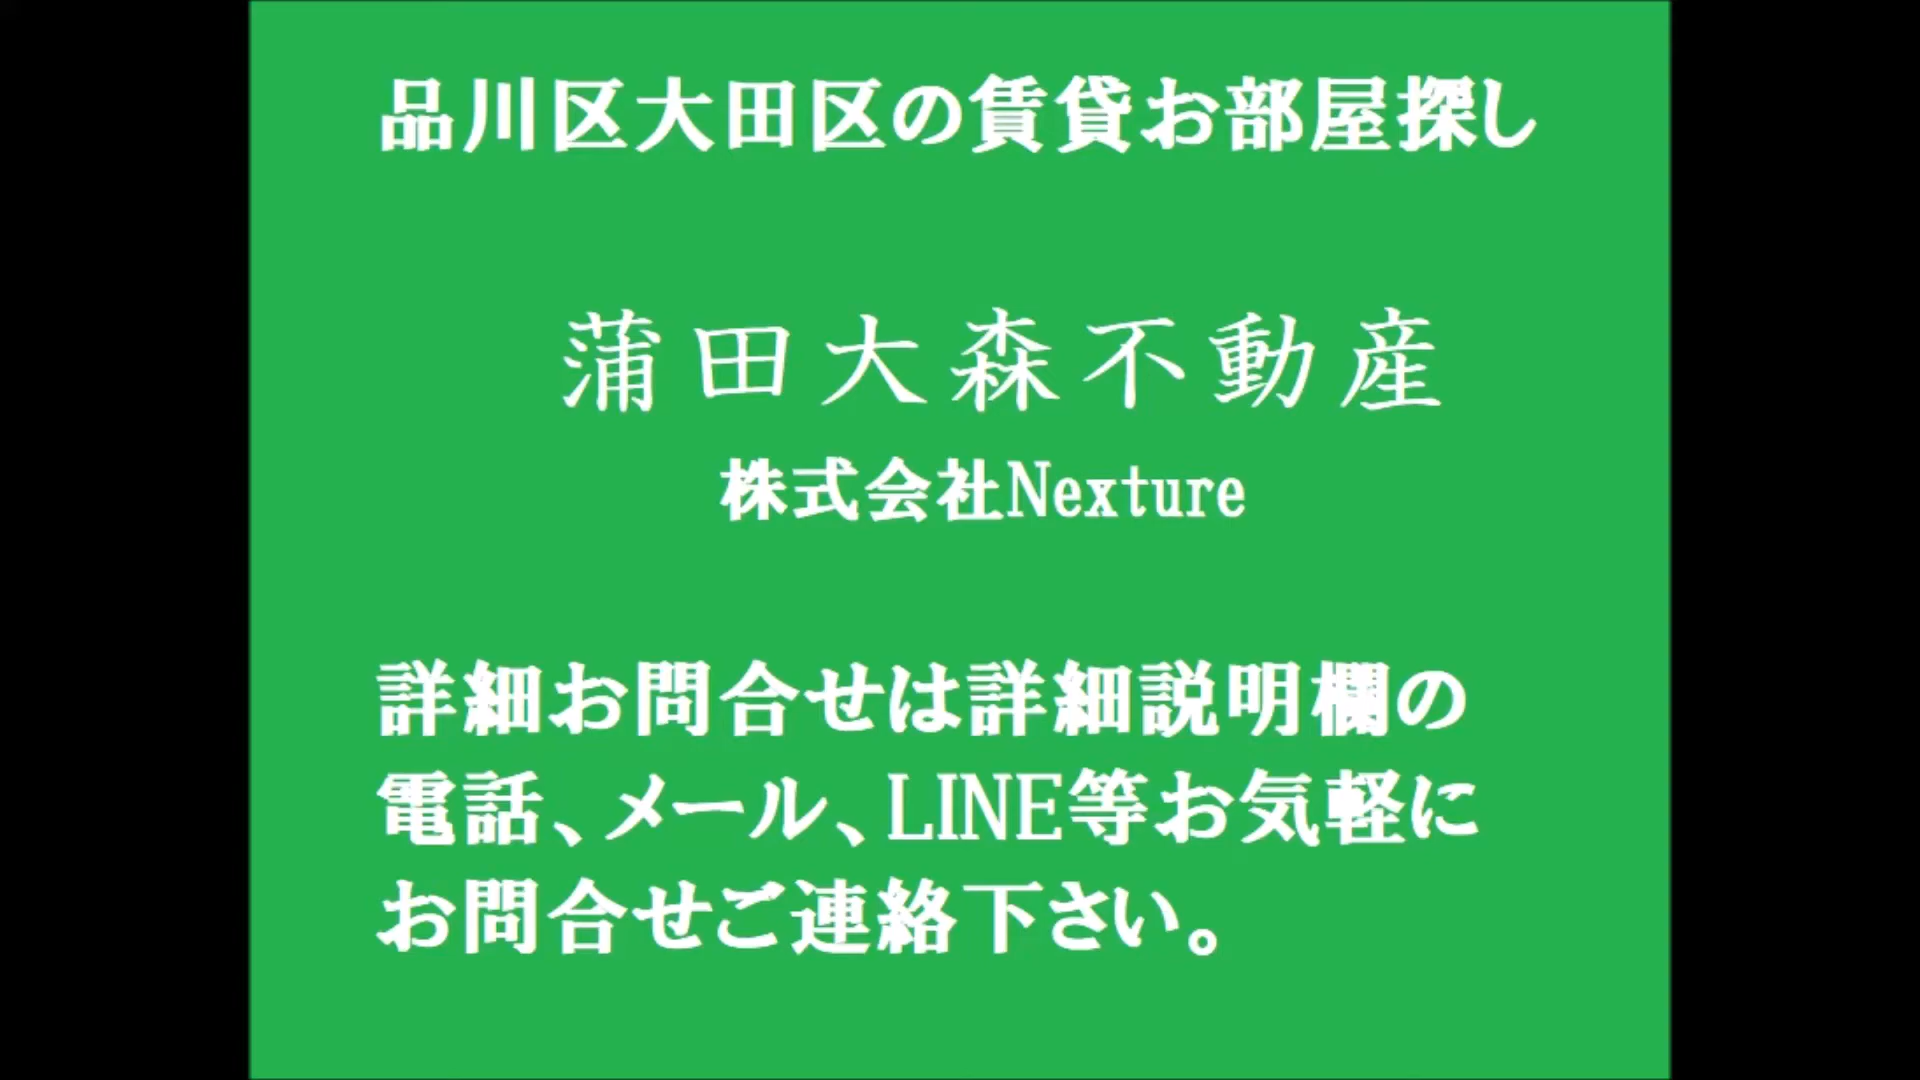 品川区大田区の賃貸お部屋探し
蒲田大森不動産
株式会社Nexture
詳細お問合せは詳細説明欄の
電話、メール、LINE等お気軽に
お問合せご連絡下さい。